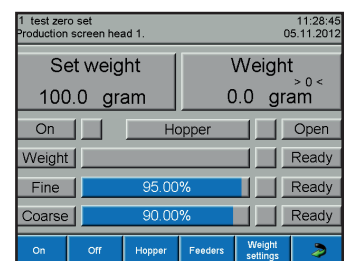 1 test zero set 11:28:45
Production screen head 1. 05.11.2012
Set weight Weight
> 0 <
100.0 gram 0.0 gram
On Hopper Open
Weight Ready
Fine 95.00% Ready
Coarse 90.00% Ready
On Off Hopper Feeders Weight settings